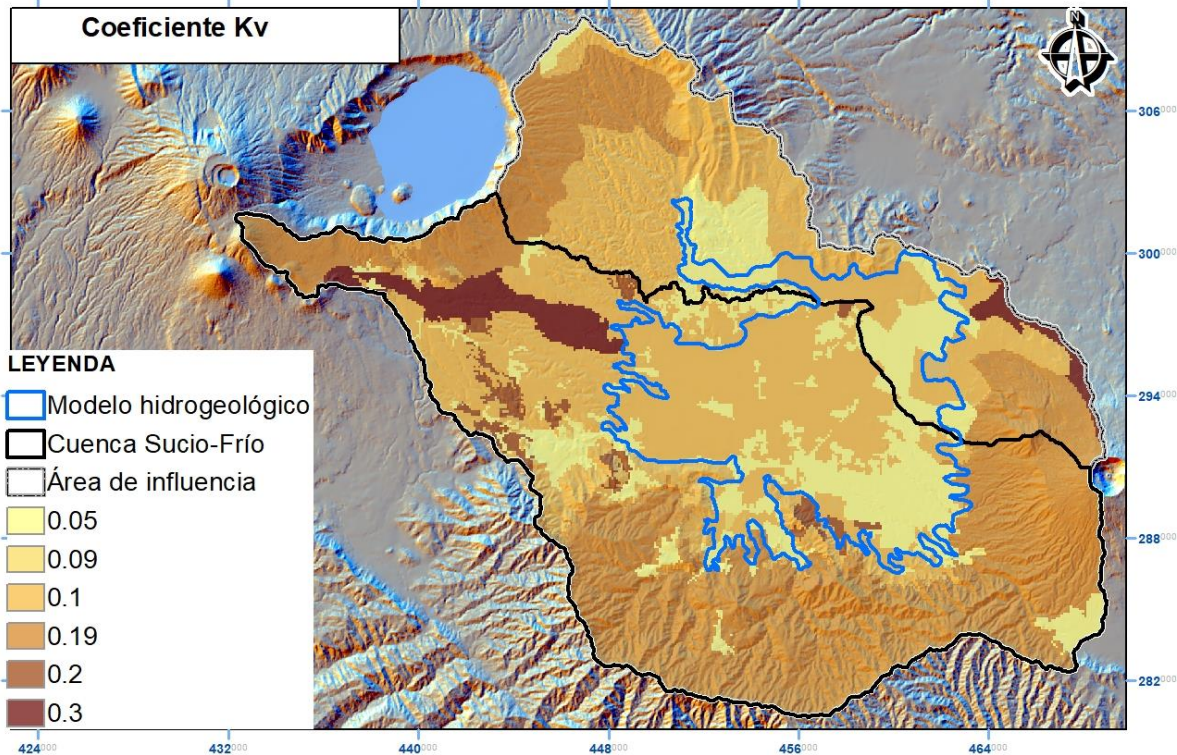 Coeficiente Kv
N
306000
300000
294000
288000
282000
LEYENDA
Modelo hidrogeológico
Cuenca Sucio-Frío
Área de influencia
0.05
0.09
0.1
0.19
0.2
0.3
424000
432000
440000
448000
456000
464000